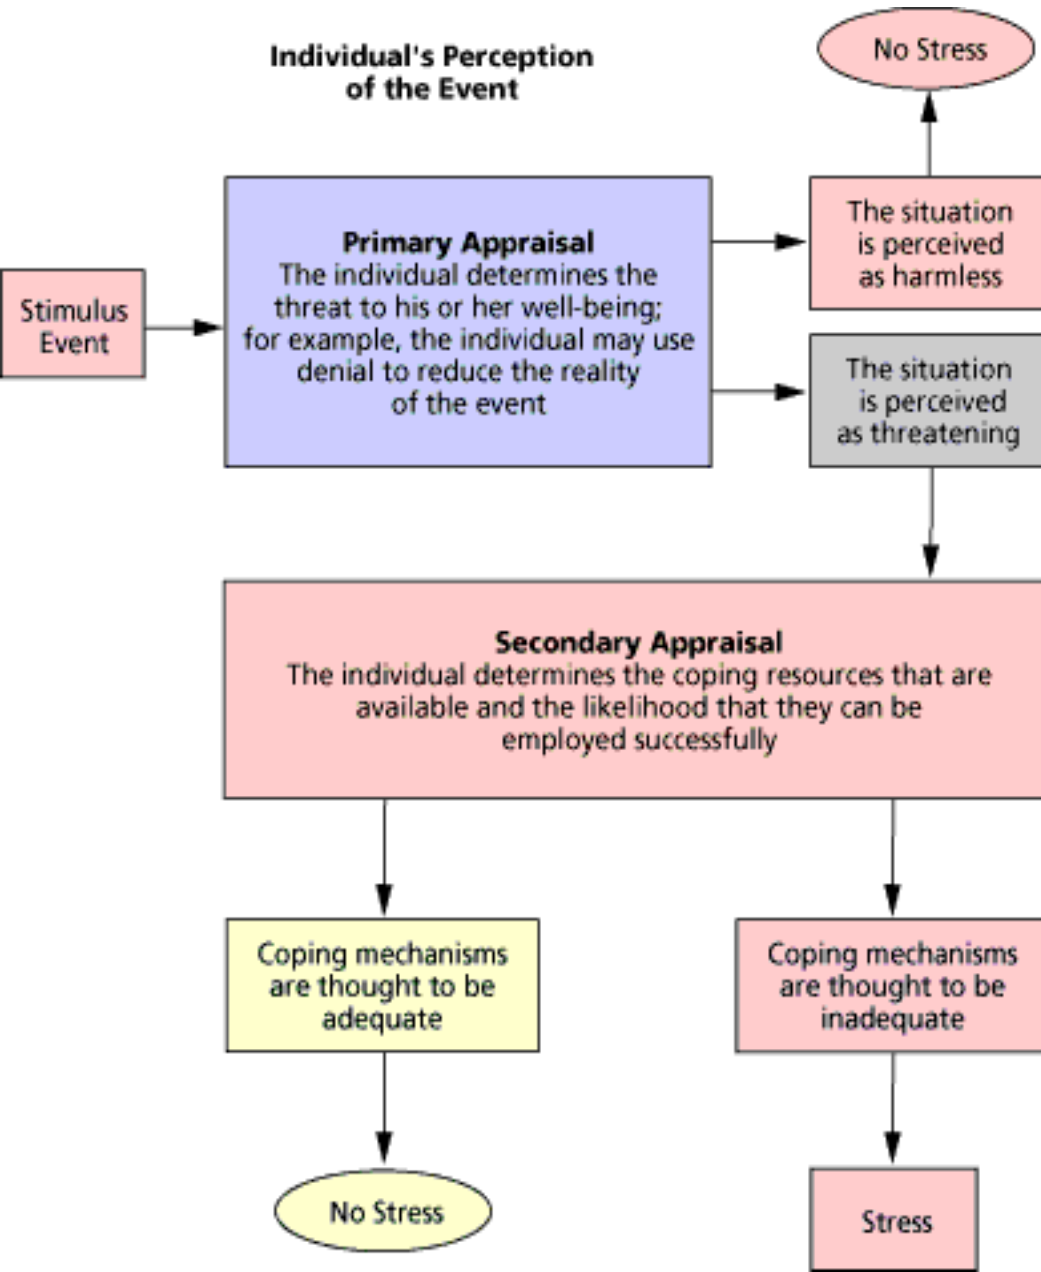 Individual's Perception
of the Event
No Stress
Primary Appraisal
The individual determines the
threat to his or her well-being;
for example, the individual may use
denial to reduce the reality
of the event
The situation
is perceived
as harmless
Stimulus
Event
The situation
is perceived
as threatening
Secondary Appraisal
The individual determines the coping resources that are
available and the likelihood that they can be
employed successfully
Coping mechanisms
are thought to be
adequate
Coping mechanisms
are thought to be
inadequate
No Stress
Stress